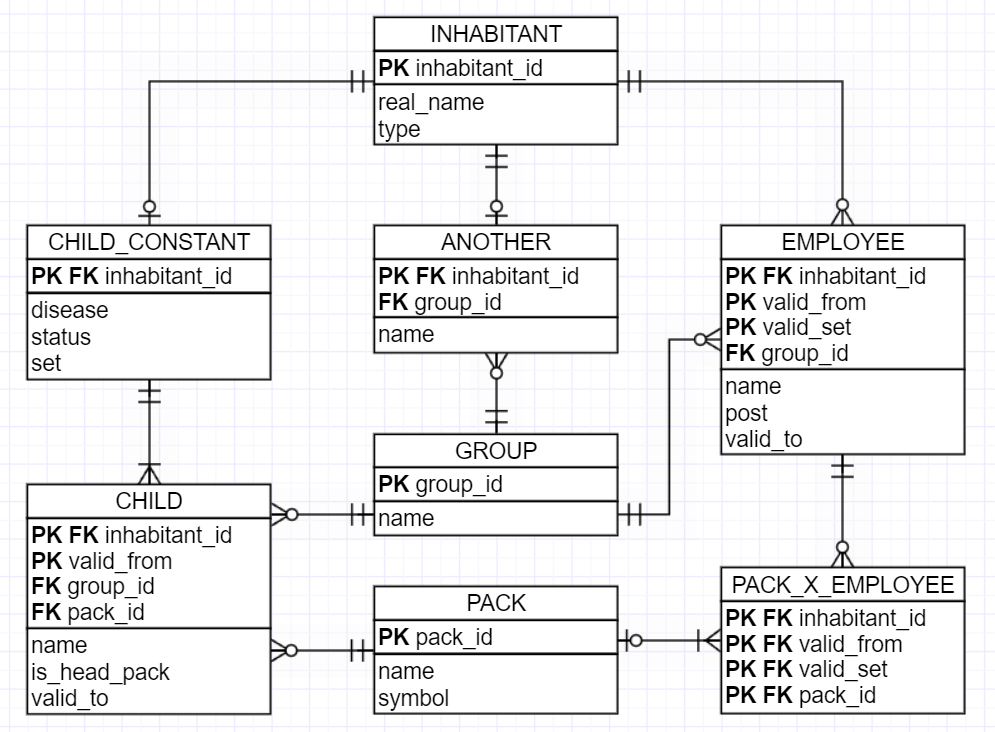 INHABITANT
PK inhabitant_id
real_name
type
CHILD_CONSTANT
PK FK inhabitant_id
disease
status
set
ANOTHER
PK FK inhabitant_id
FK group_id
name
EMPLOYEE
PK FK inhabitant_id
PK valid_from
PK valid_set
FK group_id
name
post
valid_to
GROUP
PK group_id
name
CHILD
PK FK inhabitant_id
PK valid_from
FK group_id
FK pack_id
name
is_head_pack
valid_to
PACK
PK pack_id
name
symbol
PACK_X_EMPLOYEE
PK FK inhabitant_id
PK FK valid_from
PK FK valid_set
PK FK pack_id